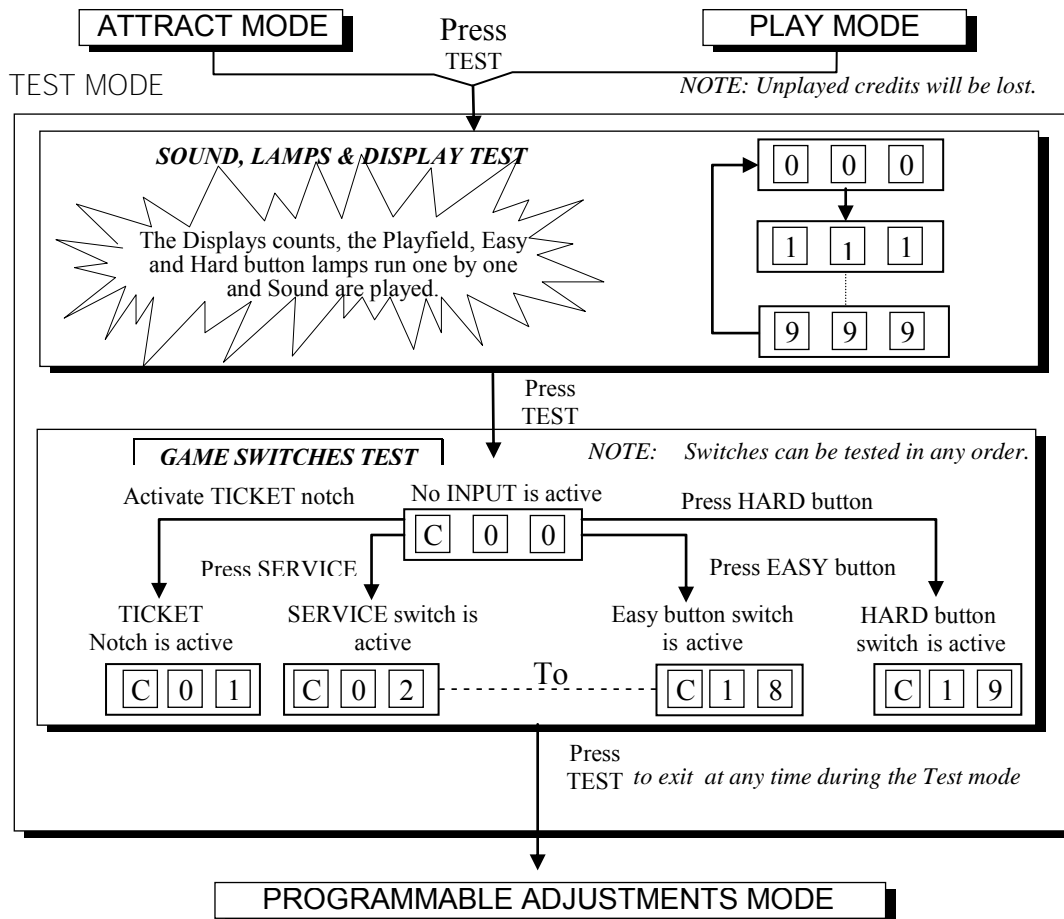 ATTRACT MODE
Press
TEST
PLAY MODE
TEST MODE
NOTE: Unplayed credits will be lost.
SOUND, LAMPS & DISPLAY TEST
The Displays counts, the Playfield, Easy
and Hard button lamps run one by one
and Sound are played.
0 0 0
1 1 1
9 9 9
Press
TEST
GAME SWITCHES TEST
NOTE: Switches can be tested in any order.
Activate TICKET notch
No INPUT is active
Press HARD button
C 0 0
Press SERVICE
Press EASY button
TICKET
Notch is active
SERVICE switch is
active
Easy button switch
is active
HARD button
switch is active
C 0 1
C 0 2
To
C 1 8
C 1 9
Press
TEST to exit at any time during the Test mode
PROGRAMMABLE ADJUSTMENTS MODE